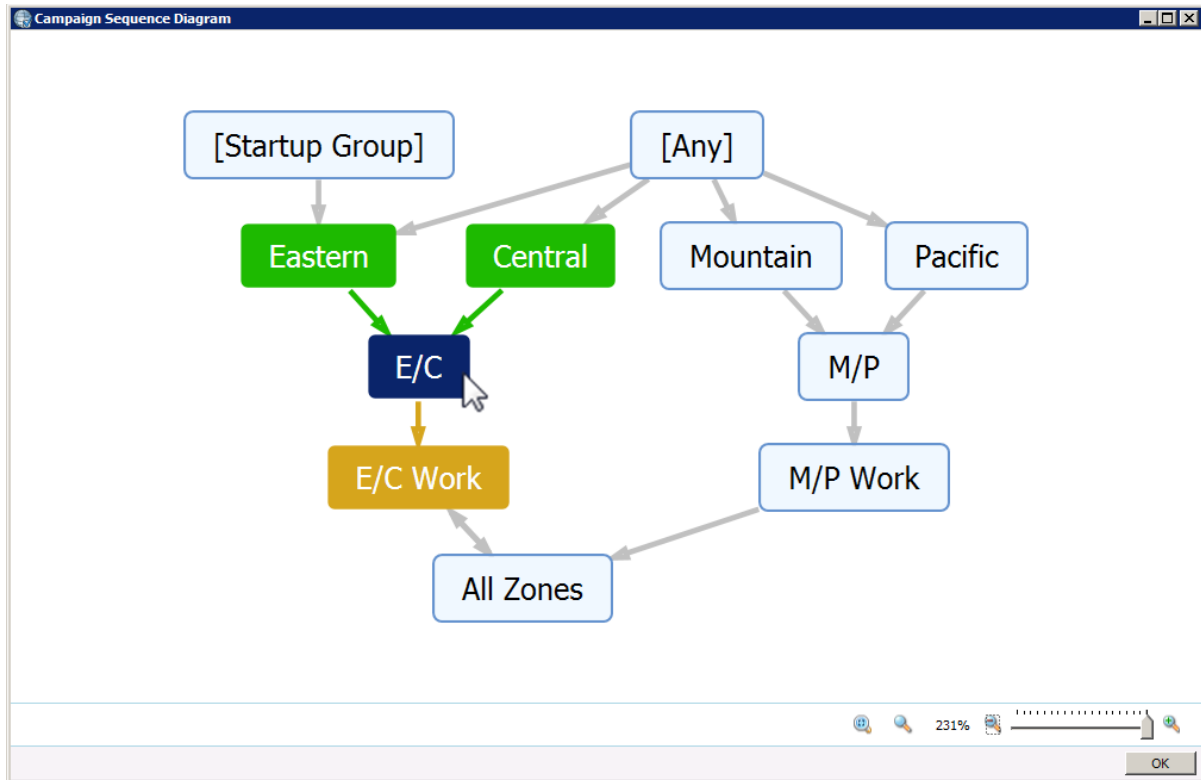 Campaign Sequence Diagram
[Startup Group]
[Any]
Eastern
Central
Mountain
Pacific
E/C
M/P
E/C Work
M/P Work
All Zones
231%
OK